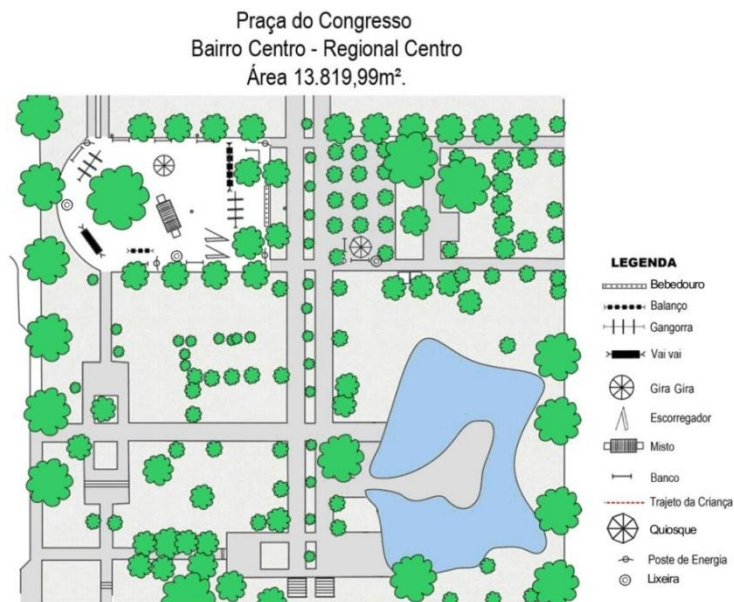 Praça do Congresso
Bairro Centro - Regional Centro
Área 13.819,99m².
LEGENDA
Bebedouro
Balanço
Gangorra
Vai vai
Gira Gira
Escorregador
Misto
Banco
Trajeto da Criança
Quiosque
Poste de Energia
Lixeira